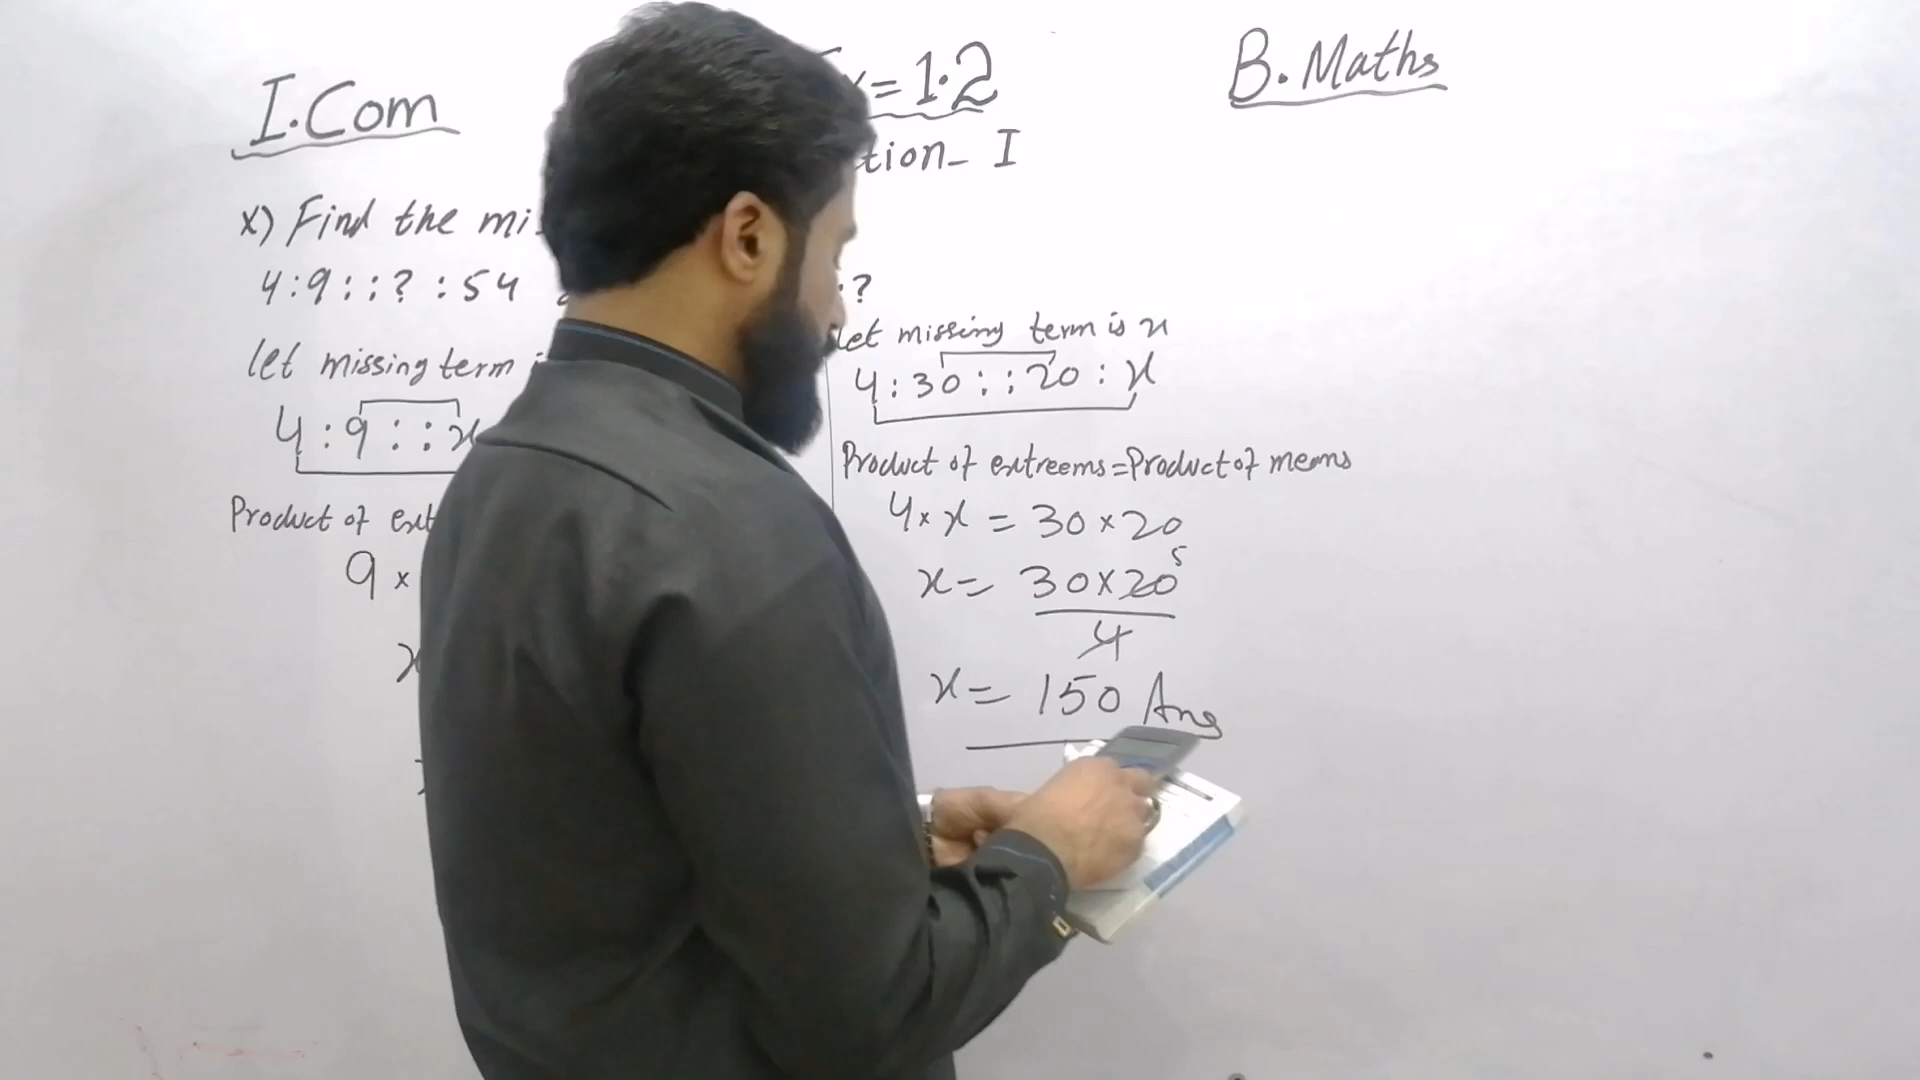 I.Com
x = 1.2
B. Maths
tion- I
x) Find the mis
4:9::? :54
:?
let missing term
4:9::x
Product of ext
9 ×
x
let missing term is x
4:30::20:x
Product of extreems=Product of means
4×x = 30×20
5
x= 30×20
4
x= 150 Ans